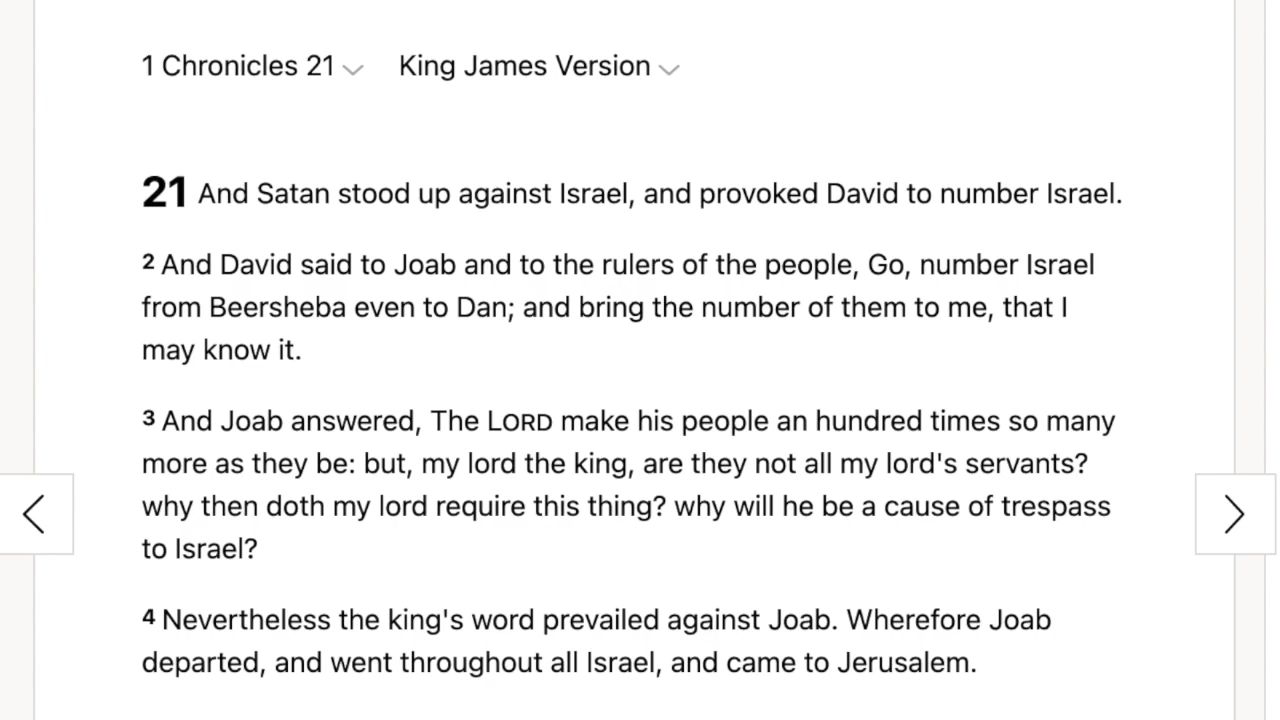 1 Chronicles 21 King James Version
21 And Satan stood up against Israel, and provoked David to number Israel.
2 And David said to Joab and to the rulers of the people, Go, number Israel
from Beersheba even to Dan; and bring the number of them to me, that I
may know it.
3 And Joab answered, The LORD make his people an hundred times so many
more as they be: but, my lord the king, are they not all my lord's servants?
why then doth my lord require this thing? why will he be a cause of trespass
to Israel?
4 Nevertheless the king's word prevailed against Joab. Wherefore Joab
departed, and went throughout all Israel, and came to Jerusalem.